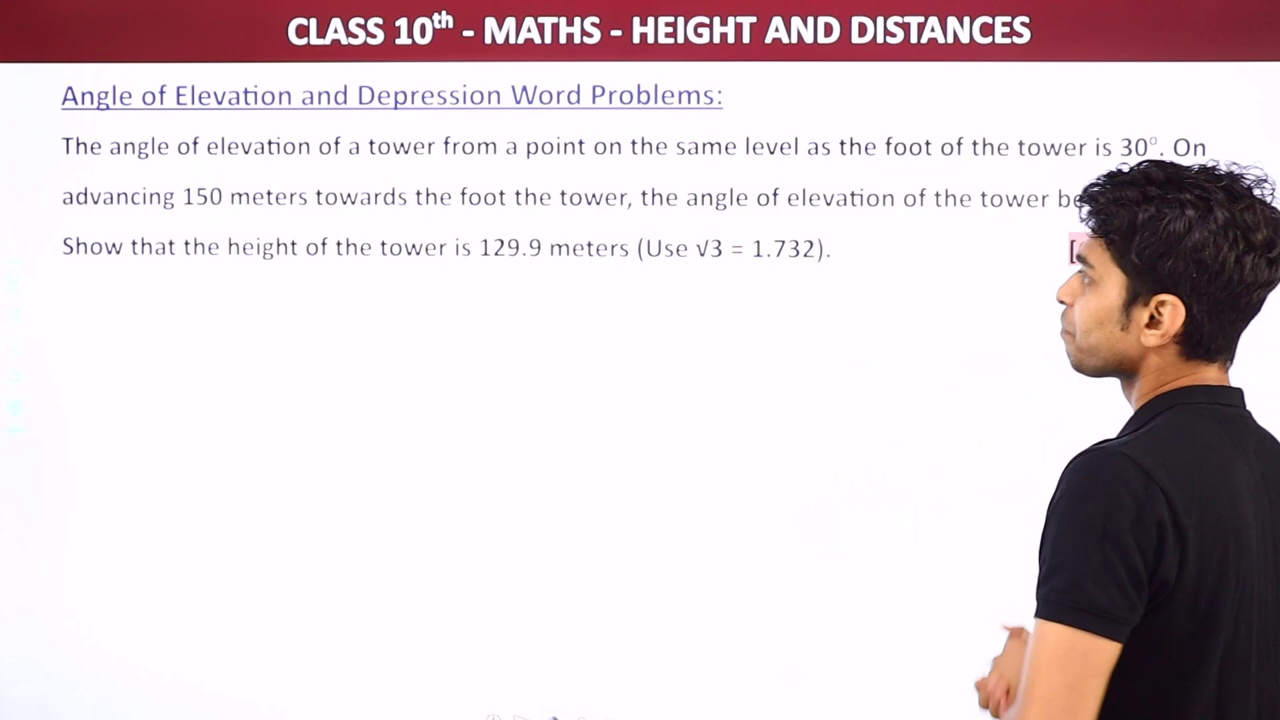 CLASS 10th - MATHS - HEIGHT AND DISTANCES
Angle of Elevation and Depression Word Problems:
The angle of elevation of a tower from a point on the same level as the foot of the tower is 30°. On
advancing 150 meters towards the foot the tower, the angle of elevation of the tower
Show that the height of the tower is 129.9 meters (Use √3 = 1.732). [